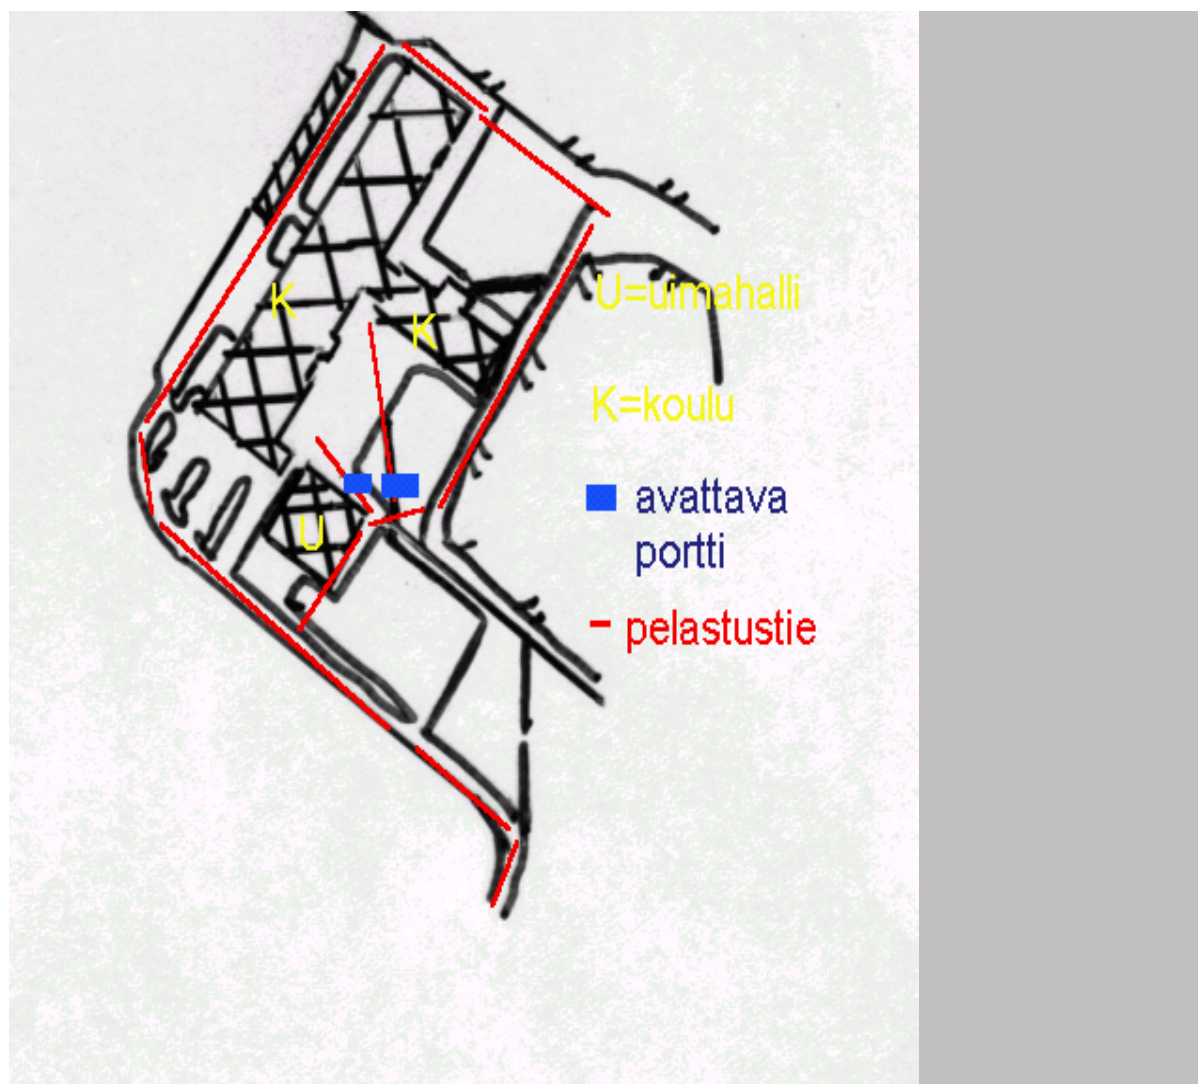 K
K
U=uimahalli
K=koulu
avattava
portti
U
pelastustie